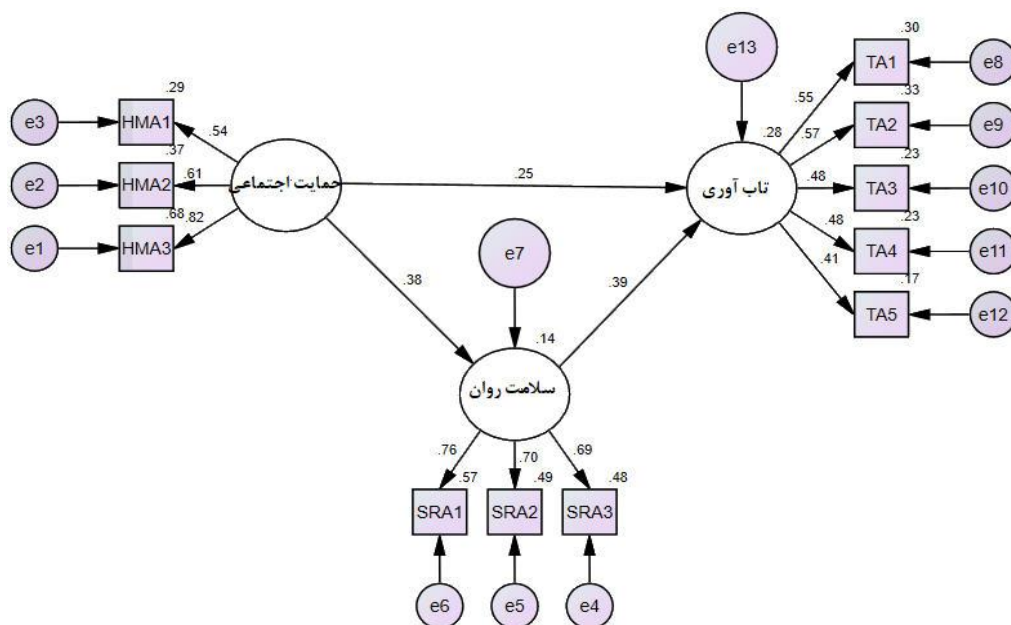 .30
e13
TA1
e8
.29
.55
.33
e3
HMA1
.54
.28
.57
TA2
e9
.37
.23
e2
HMA2
.61
حمایت اجتماعی
.25
تاب آوری
.48
TA3
e10
.68
.82
.48
.23
e1
HMA3
e7
TA4
e11
.41
.17
.38
.39
TA5
e12
.14
سلامت روان
.76
.70
.69
.57
.49
.48
SRA1
SRA2
SRA3
e6
e5
e4